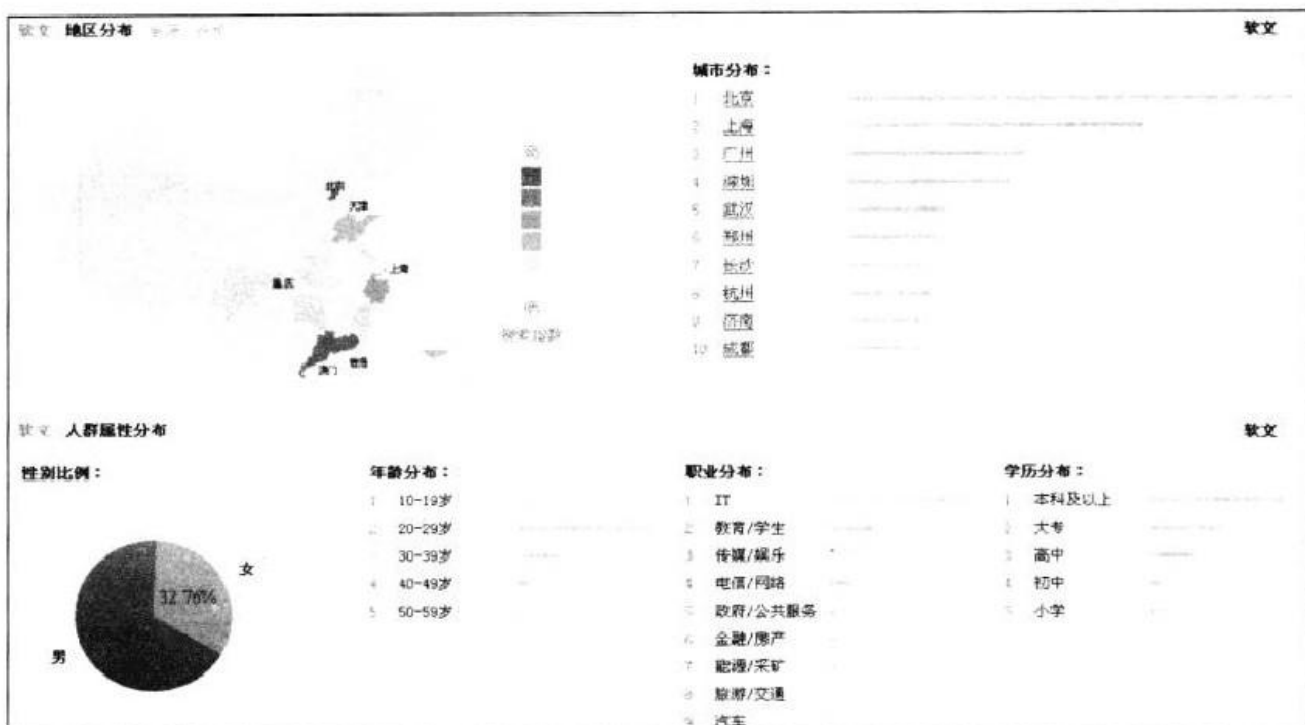 软文 地区分布
软文
城市分布：
1 北京
2 上海
3 广州
4 深圳
5 武汉
6 郑州
7 长沙
8 杭州
9 济南
10 成都
北京
天津
上海
重庆
香港
澳门
高
低
搜索指数
软文 人群属性分布
软文
性别比例：
女
32.76%
男
年龄分布：
1 10-19岁
2 20-29岁
3 30-39岁
4 40-49岁
5 50-59岁
职业分布：
1 IT
2 教育/学生
3 传媒/娱乐
4 电信/网络
5 政府/公共服务
6 金融/房产
7 能源/采矿
8 旅游/交通
9 汽车
学历分布：
1 本科及以上
2 大专
3 高中
4 初中
5 小学